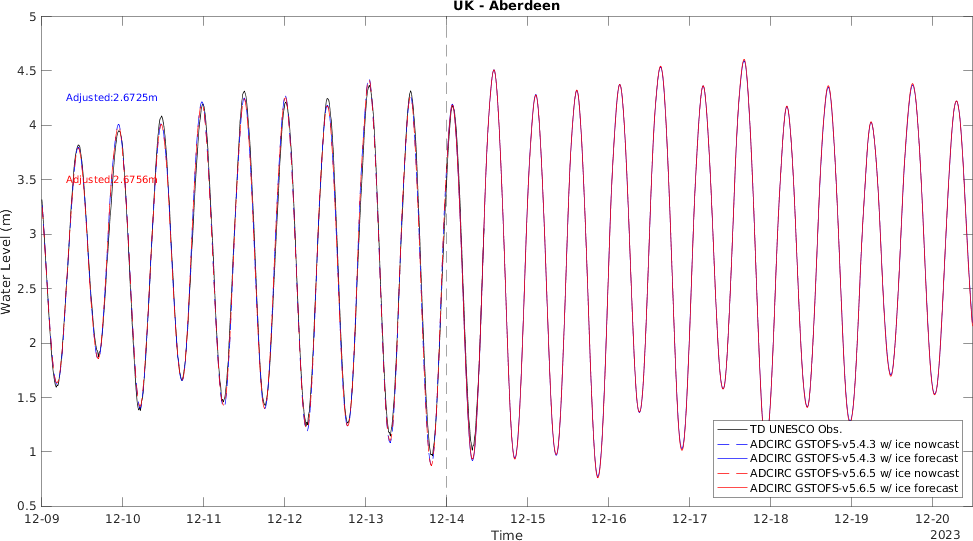 UK - Aberdeen
5
4.5
4
3.5
3
2.5
2
1.5
1
0.5
Water Level (m)
Adjusted:2.6725m
Adjusted:2.6756m
TD UNESCO Obs.
ADCIRC GSTOFS-v5.4.3 w/ ice nowcast
ADCIRC GSTOFS-v5.4.3 w/ ice forecast
ADCIRC GSTOFS-v5.6.5 w/ ice nowcast
ADCIRC GSTOFS-v5.6.5 w/ ice forecast
12-09 12-10 12-11 12-12 12-13 12-14 12-15 12-16 12-17 12-18 12-19 12-20
Time
2023